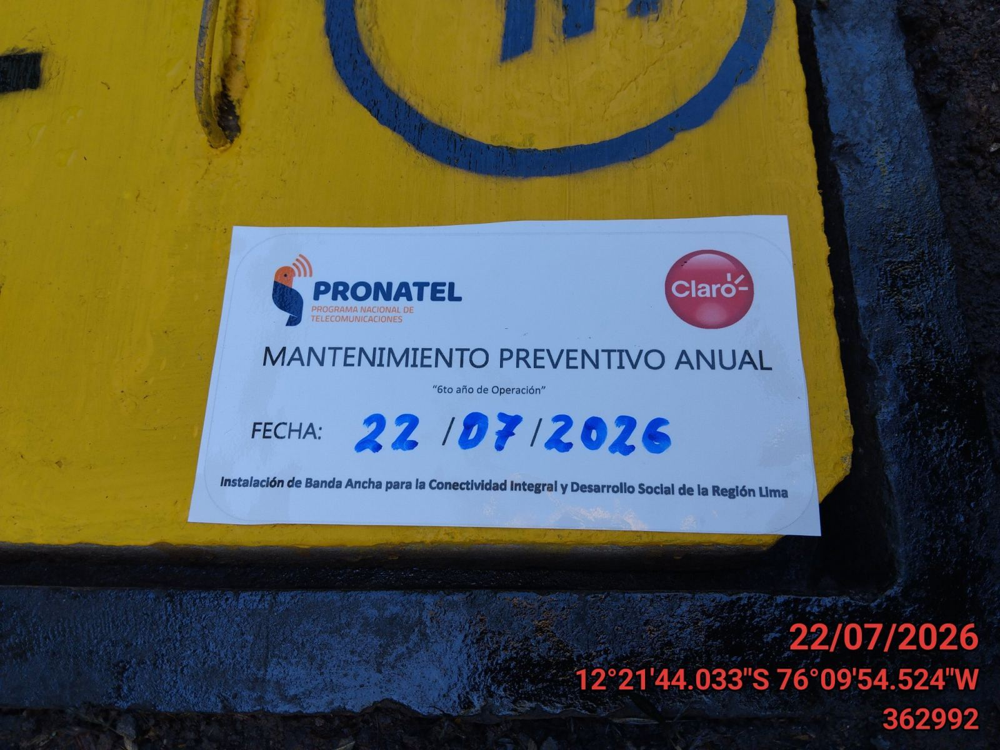 PRONATEL
PROGRAMA NACIONAL DE
TELECOMUNICACIONES
Claro
MANTENIMIENTO PREVENTIVO ANUAL
“6to año de Operación”
FECHA: 22 /07/2026
Instalación de Banda Ancha para la Conectividad Integral y Desarrollo Social de la Región Lima
22/07/2026
12°21'44.033"S 76°09'54.524"W
362992